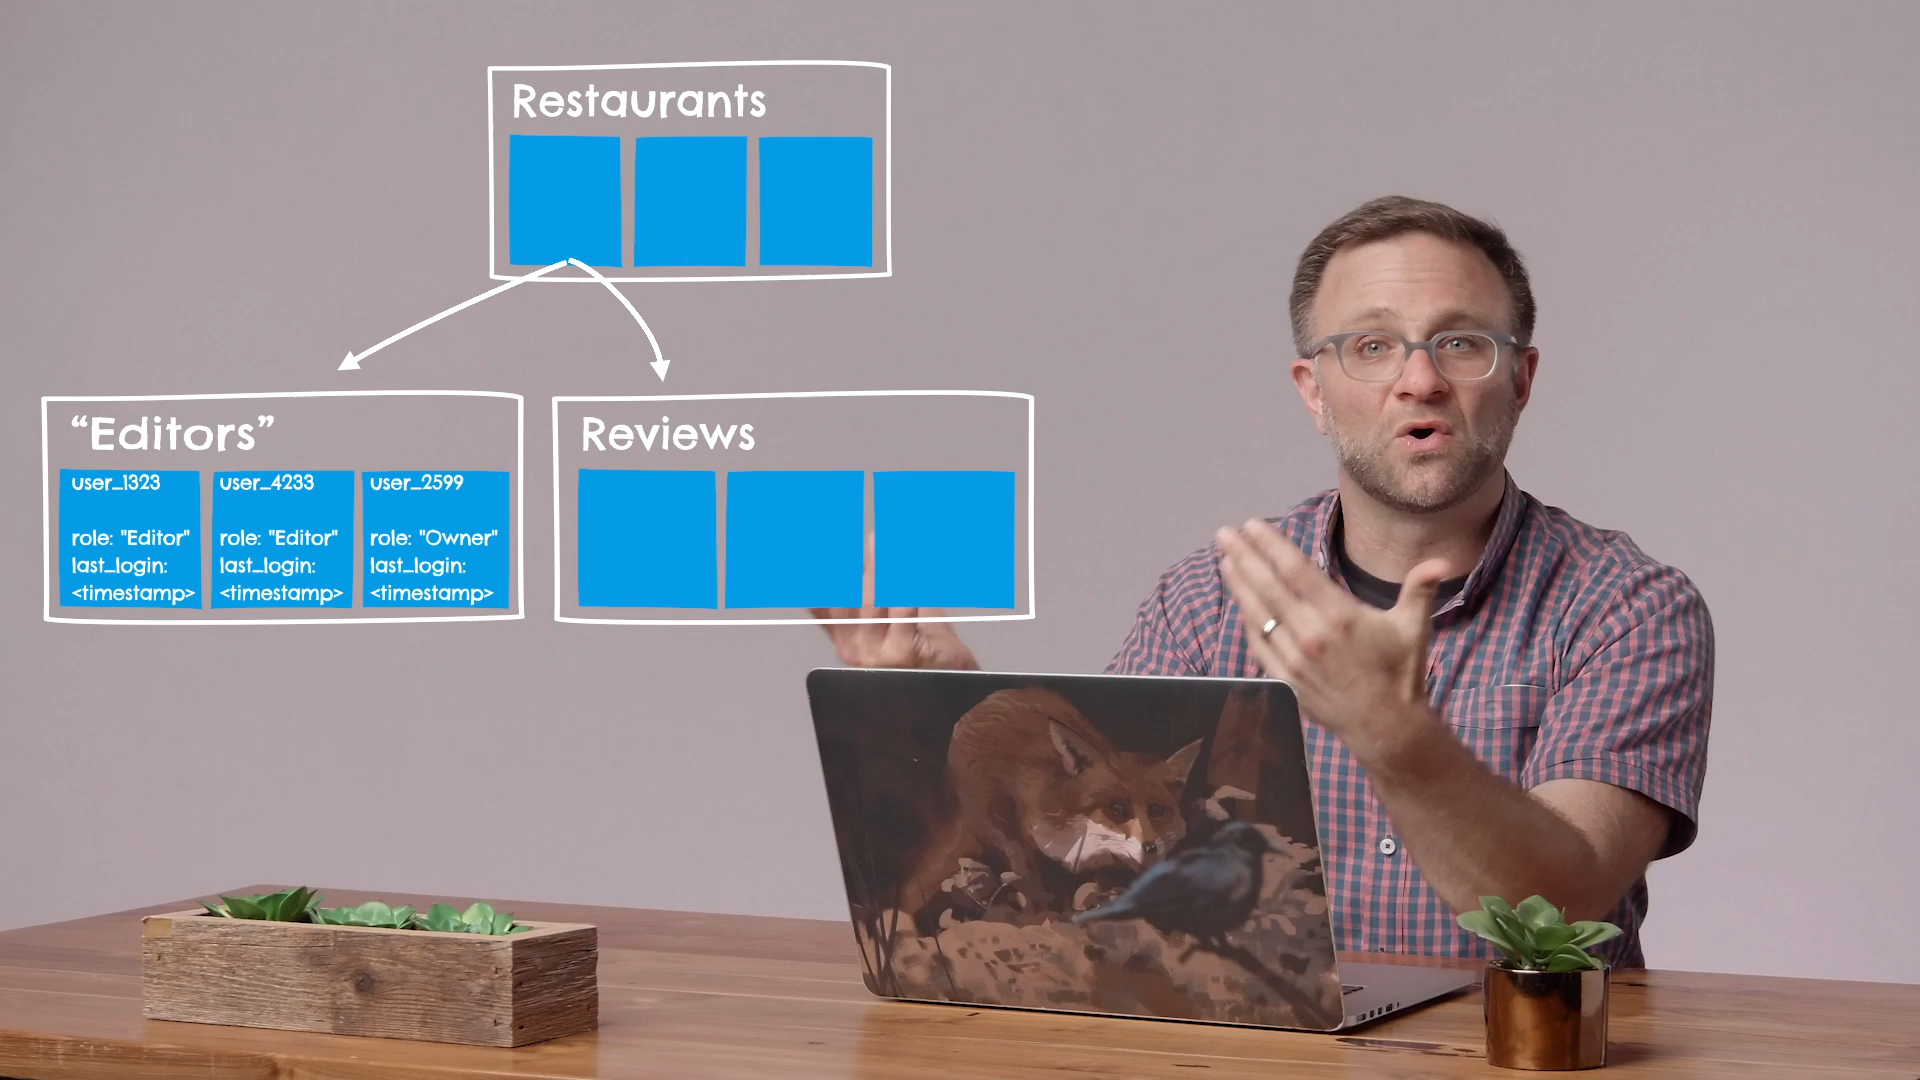 Restaurants
“Editors”
user_1323
role: "Editor"
last_login:
<timestamp>
user_4233
role: "Editor"
last_login:
<timestamp>
user_2599
role: "Owner"
last_login:
<timestamp>
Reviews